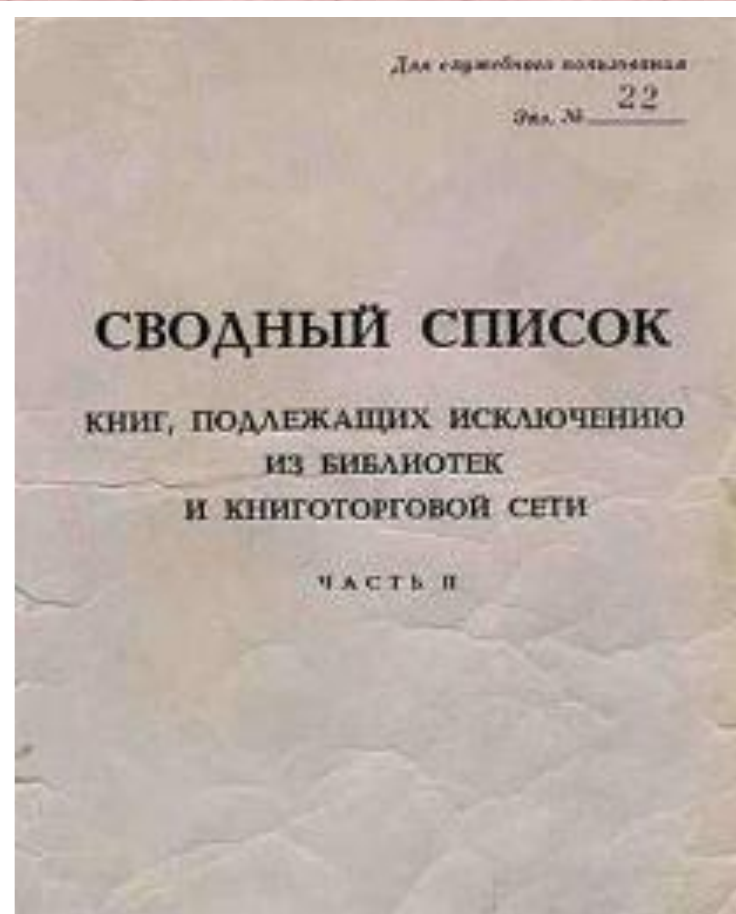 Для служебного пользования
Экз. № 22
СВОДНЫЙ СПИСОК
КНИГ, ПОДЛЕЖАЩИХ ИСКЛЮЧЕНИЮ
ИЗ БИБЛИОТЕК
И КНИГОТОРГОВОЙ СЕТИ
ЧАСТЬ II